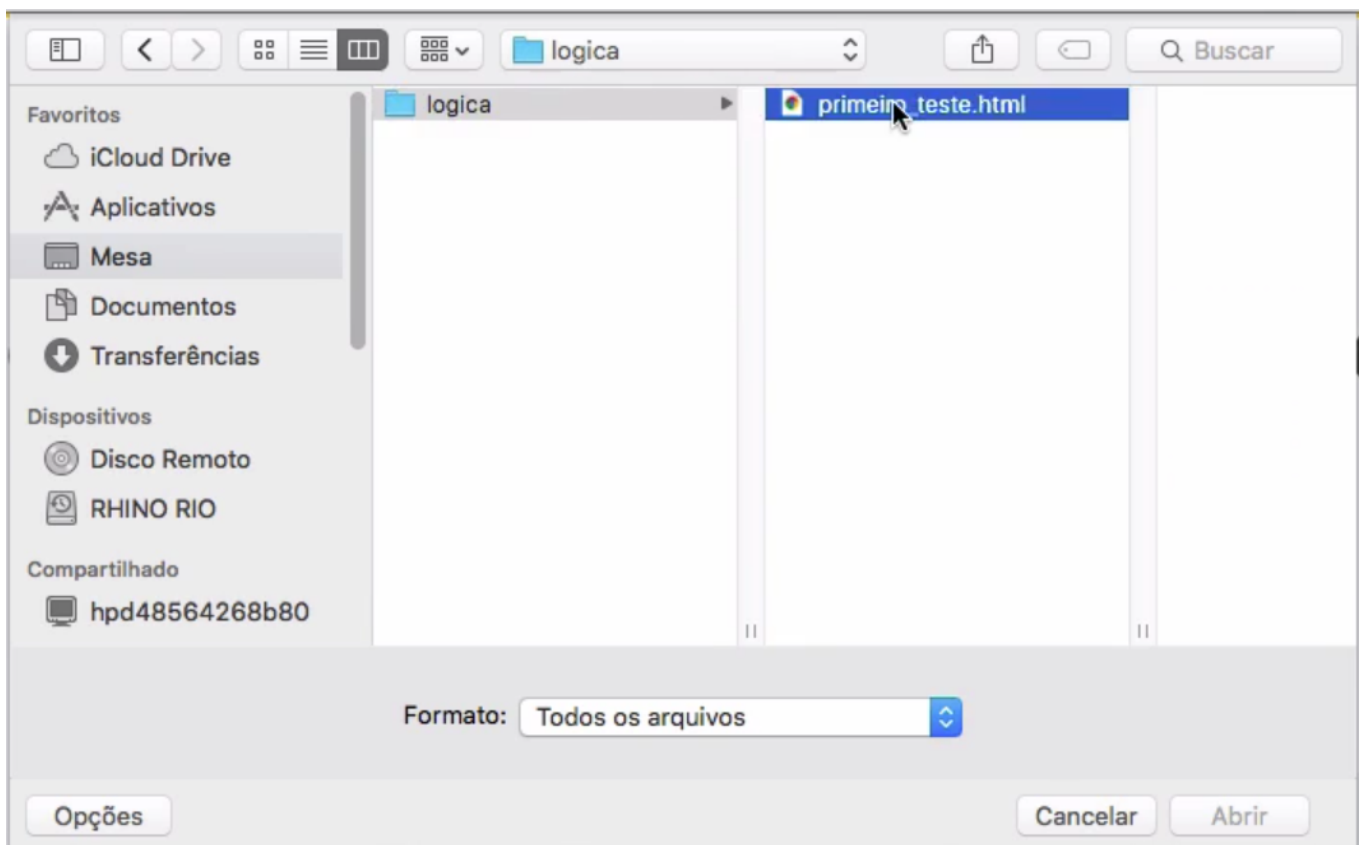 logica
Buscar
Favoritos
iCloud Drive
Aplicativos
Mesa
Documentos
Transferências
Dispositivos
Disco Remoto
RHINO RIO
Compartilhado
hpd48564268b80
logica
primeiro_teste.html
Formato: Todos os arquivos
Opções
Cancelar
Abrir